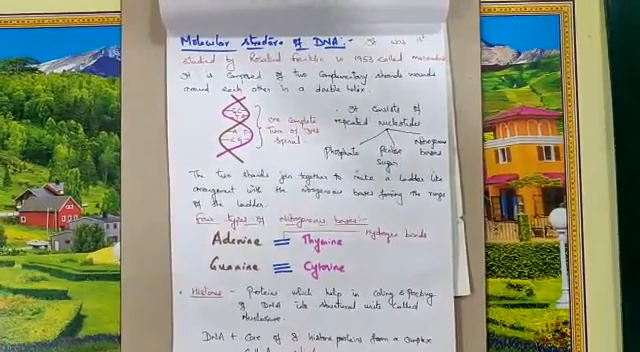 Molecular structure of DNA:- It was 1st
studied by Rosalind Franklin in 1953 called
It is composed of two complementary strands wounds
around each other in a double helix.
one complete
Turn of DNA
spiral
. It consists of
repeated nucleotides
Phosphate
Pentose
Sugar
Nitrogenous
bases
The two strands join together to make a ladder like
arrangement with the nitrogenous bases forming the rungs
of the ladder.
Four types of Nitrogenous bases:-
Hydrogen bonds
Adenine = Thymine
Guanine ≡ Cytosine
• Histones - Proteins which help in coiling & packing
of DNA into structural units called
Nucleosome.
DNA + Core of 8 histone proteins form a complex